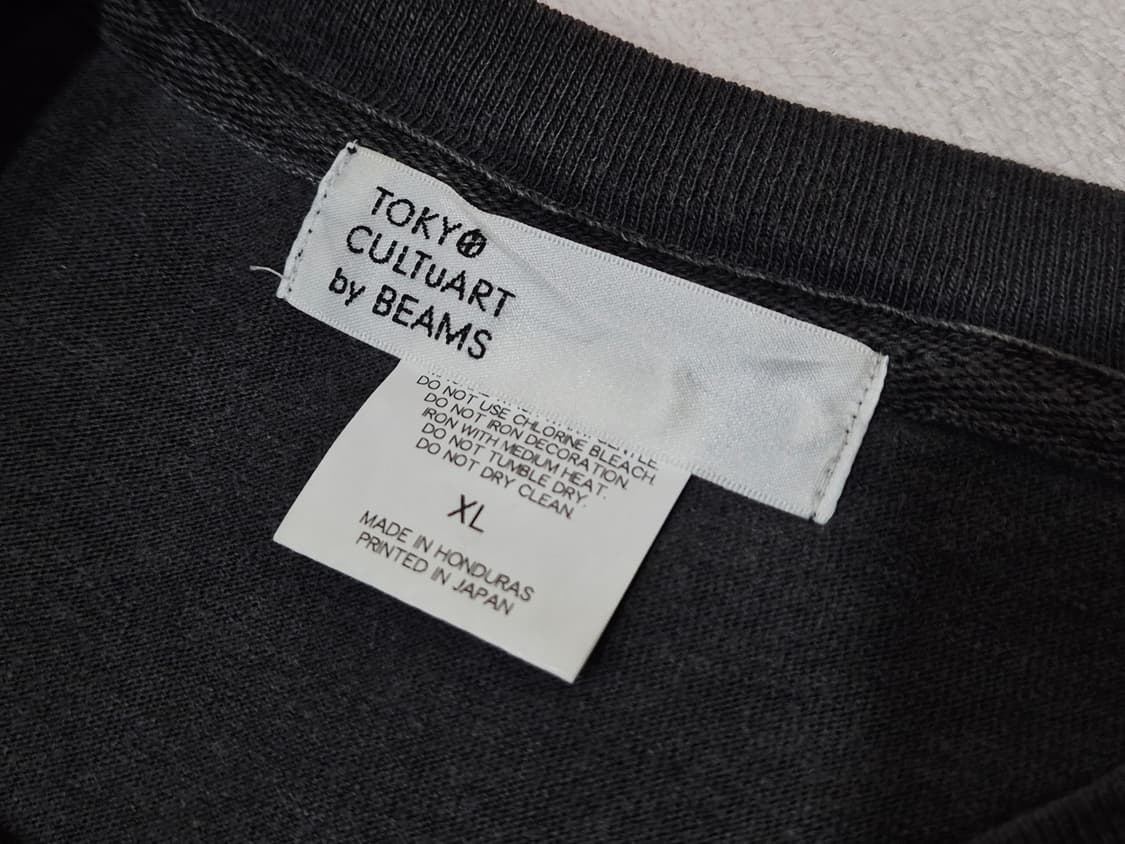 TOKYO
CULTuART
by BEAMS
DO NOT USE CHLORINE BLEACH.
DO NOT IRON DECORATION.
IRON WITH MEDIUM HEAT.
DO NOT TUMBLE DRY.
DO NOT DRY CLEAN.
XL
MADE IN HONDURAS
PRINTED IN JAPAN